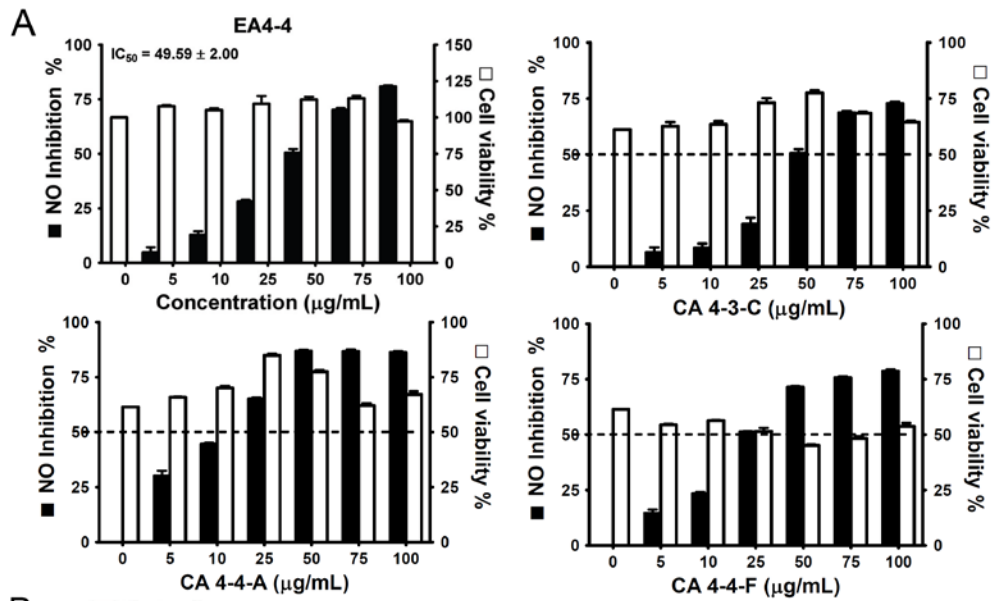 A
EA4-4
IC50 = 49.59 ± 2.00
■ NO Inhibition %
100
75
50
25
0
150
125
100
75
50
25
0
□ Cell viability %
0 5 10 25 50 75 100
Concentration (μg/mL)
■ NO Inhibition %
100
75
50
25
0
100
75
50
25
0
□ Cell viability %
0 5 10 25 50 75 100
CA 4-3-C (μg/mL)
■ NO Inhibition %
100
75
50
25
0
100
75
50
25
0
□ Cell viability %
0 5 10 25 50 75 100
CA 4-4-A (μg/mL)
■ NO Inhibition %
100
75
50
25
0
100
75
50
25
0
□ Cell viability %
0 5 10 25 50 75 100
CA 4-4-F (μg/mL)